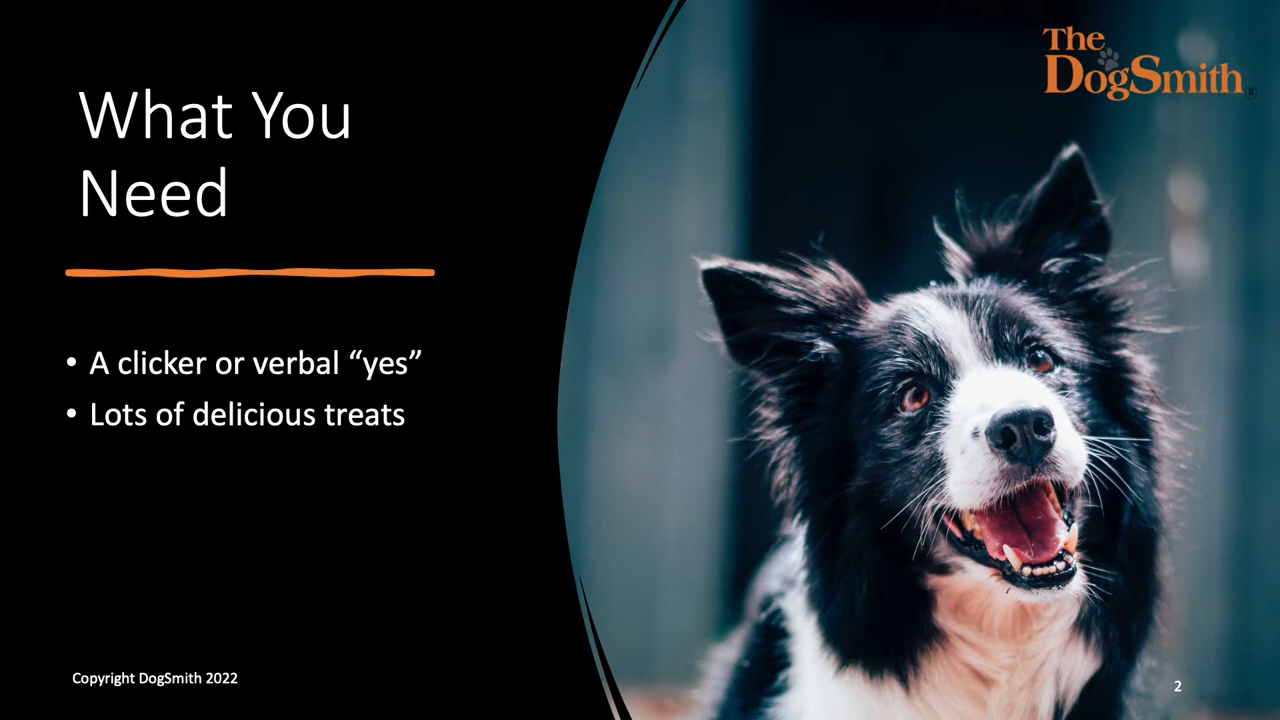 The
DogSmith®
What You
Need
• A clicker or verbal “yes”
• Lots of delicious treats
Copyright DogSmith 2022
2